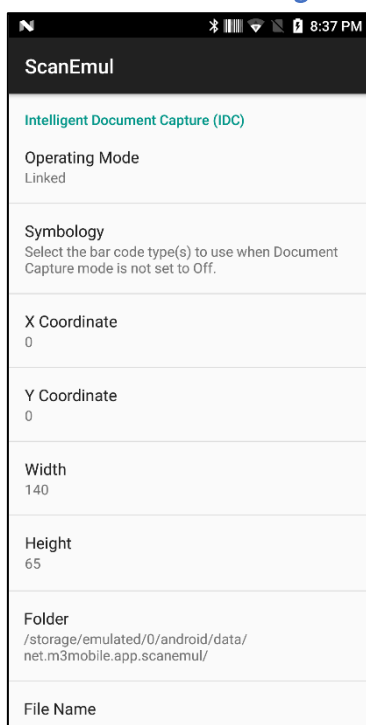 8:37 PM
ScanEmul
Intelligent Document Capture (IDC)
Operating Mode
Linked
Symbology
Select the bar code type(s) to use when Document
Capture mode is not set to Off.
X Coordinate
0
Y Coordinate
0
Width
140
Height
65
Folder
/storage/emulated/0/android/data/
net.m3mobile.app.scanemul/
File Name